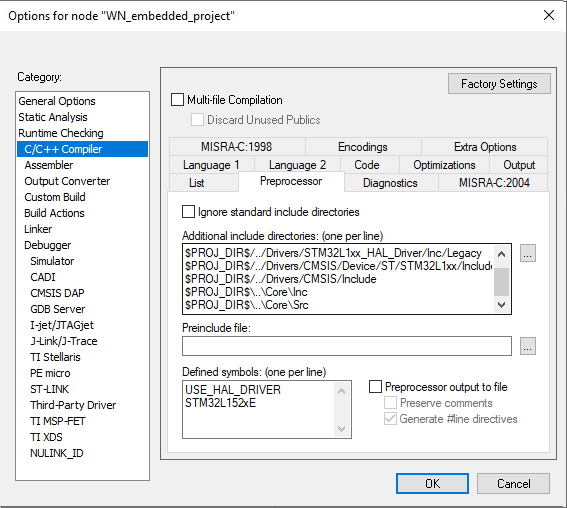 Options for node "WN_embedded_project"
Category:
General Options
Static Analysis
Runtime Checking
C/C++ Compiler
Assembler
Output Converter
Custom Build
Build Actions
Linker
Debugger
Simulator
CADI
CMSIS DAP
GDB Server
I-jet/JTAGjet
J-Link/J-Trace
TI Stellaris
PE micro
ST-LINK
Third-Party Driver
TI MSP-FET
TI XDS
NULINK_ID
Factory Settings
Multi-file Compilation
Discard Unused Publics
MISRA-C:1998 Encodings Extra Options
Language 1 Language 2 Code Optimizations Output
List Preprocessor Diagnostics MISRA-C:2004
Ignore standard include directories
Additional include directories: (one per line)
$PROJ_DIR$/../Drivers/STM32L1xx_HAL_Driver/Inc/Legacy
$PROJ_DIR$/../Drivers/CMSIS/Device/ST/STM32L1xx/Include
$PROJ_DIR$/../Drivers/CMSIS/Include
$PROJ_DIR$\..\Core\Inc
$PROJ_DIR$\..\Core\Src
...
Preinclude file:
...
Defined symbols: (one per line)
USE_HAL_DRIVER
STM32L152xE
Preprocessor output to file
Preserve comments
Generate #line directives
OK Cancel